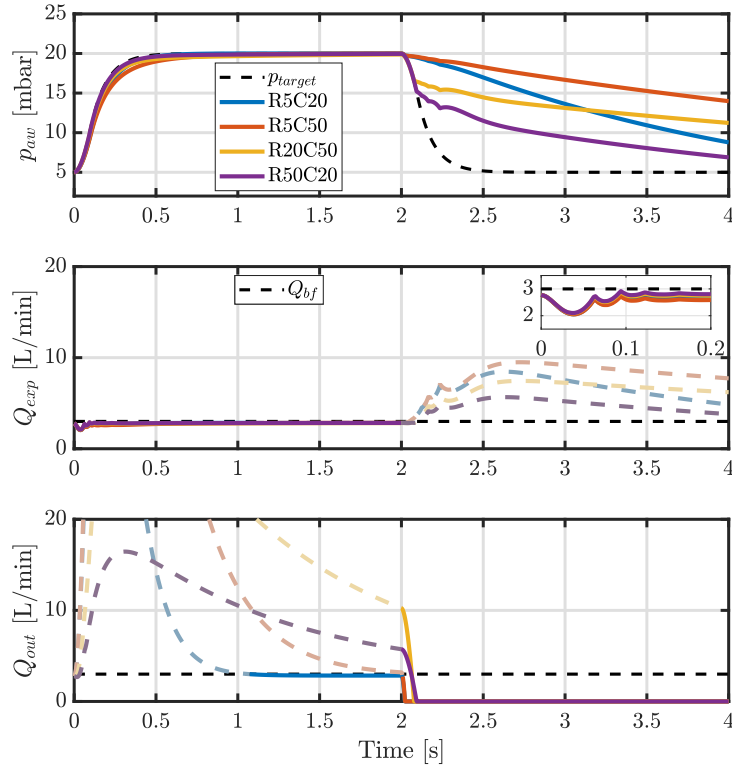 25
20
15
10
5
p_aw [mbar]
p_target
R5C20
R5C50
R20C50
R50C20
0 0.5 1 1.5 2 2.5 3 3.5 4
20
10
0
Q_exp [L/min]
Q_bf
3
2
0 0.1 0.2
0 0.5 1 1.5 2 2.5 3 3.5 4
20
10
0
Q_out [L/min]
0 0.5 1 1.5 2 2.5 3 3.5 4
Time [s]